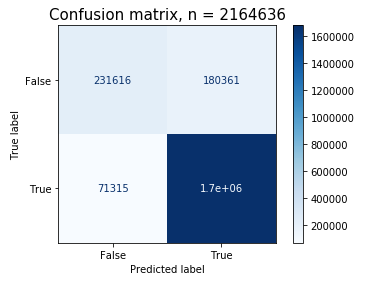 Confusion matrix, n = 2164636
False
231616
180361
True label
True
71315
1.7e+06
False
True
Predicted label
1600000
1400000
1200000
1000000
800000
600000
400000
200000